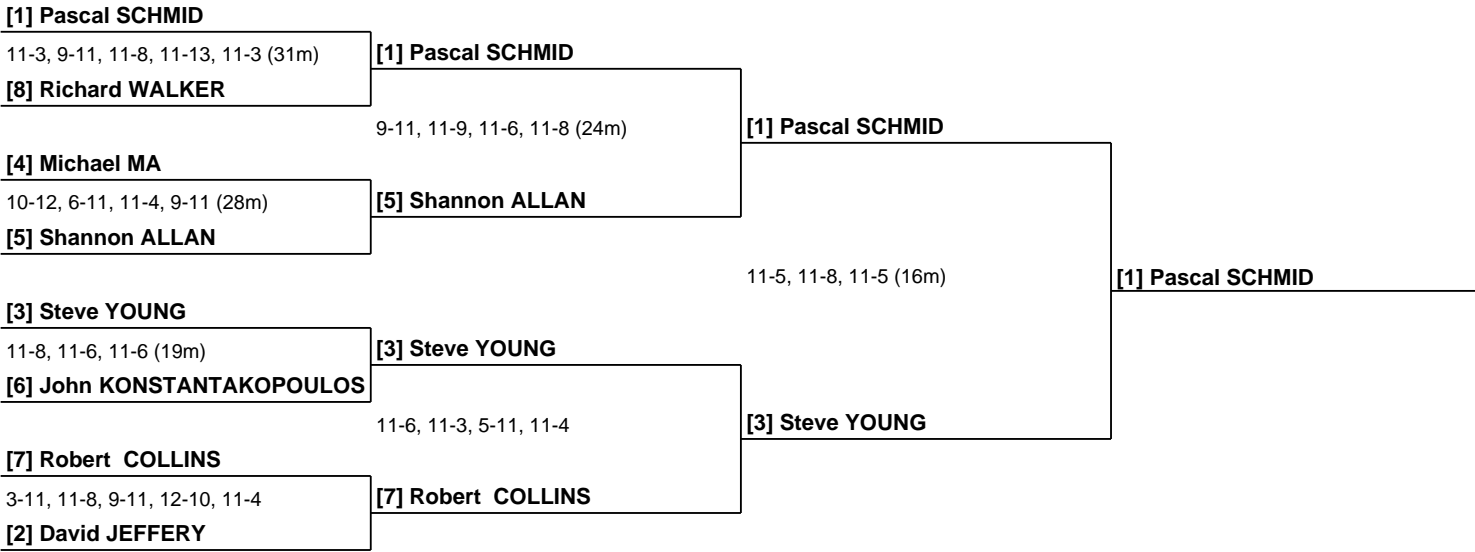 [1] Pascal SCHMID
11-3, 9-11, 11-8, 11-13, 11-3 (31m)
[1] Pascal SCHMID
[8] Richard WALKER
9-11, 11-9, 11-6, 11-8 (24m)
[1] Pascal SCHMID
[4] Michael MA
10-12, 6-11, 11-4, 9-11 (28m)
[5] Shannon ALLAN
[5] Shannon ALLAN
11-5, 11-8, 11-5 (16m)
[1] Pascal SCHMID
[3] Steve YOUNG
11-8, 11-6, 11-6 (19m)
[3] Steve YOUNG
[6] John KONSTANTAKOPOULOS
11-6, 11-3, 5-11, 11-4
[3] Steve YOUNG
[7] Robert  COLLINS
3-11, 11-8, 9-11, 12-10, 11-4
[7] Robert  COLLINS
[2] David JEFFERY